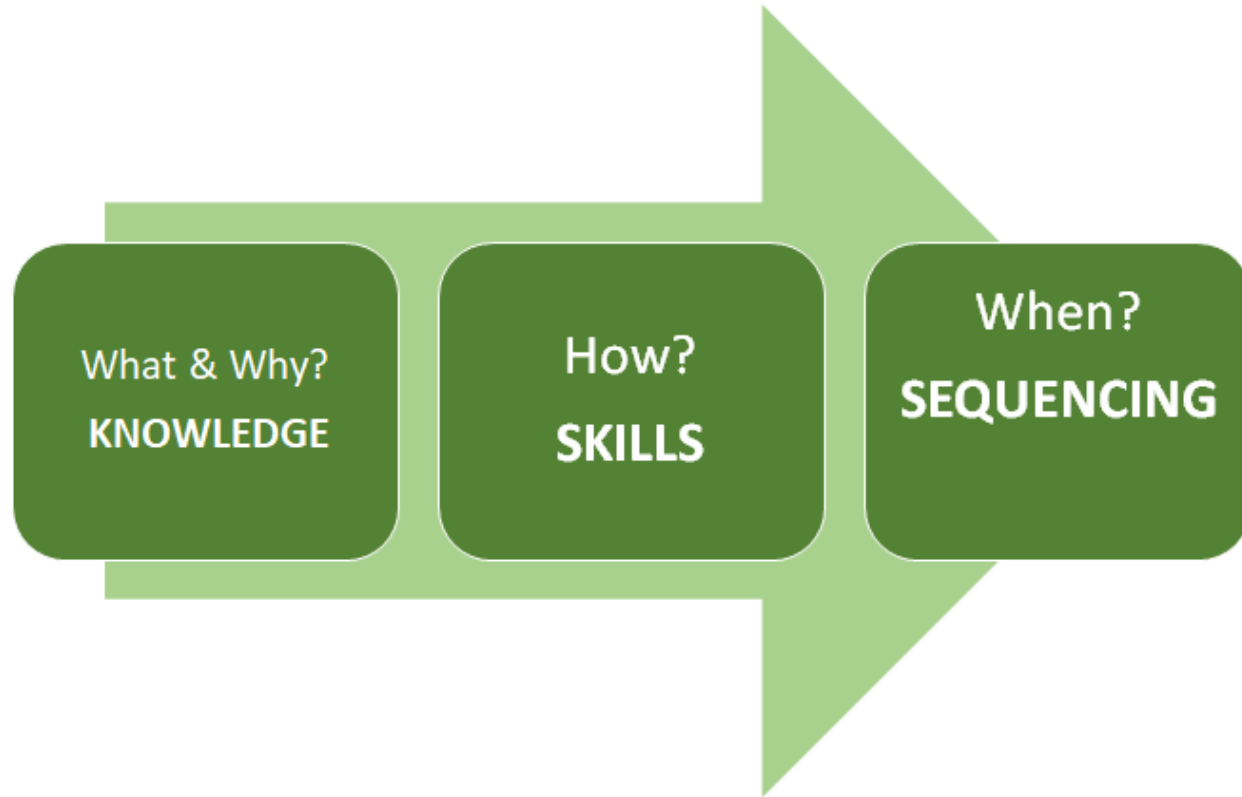 What & Why?
KNOWLEDGE
How?
SKILLS
When?
SEQUENCING